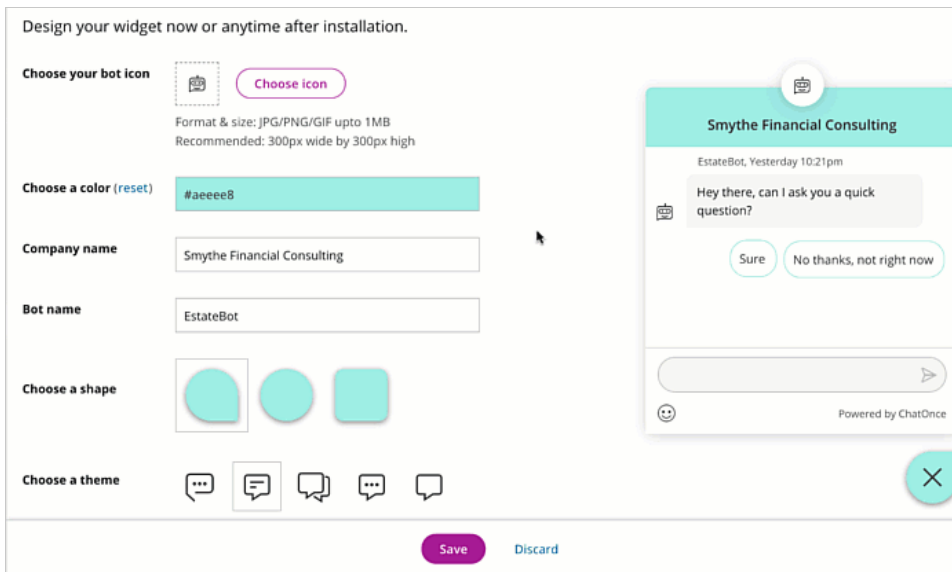 Design your widget now or anytime after installation.
Choose your bot icon
Choose icon
Format & size: JPG/PNG/GIF upto 1MB
Recommended: 300px wide by 300px high
Choose a color (reset)
#aeeee8
Company name
Smythe Financial Consulting
Bot name
EstateBot
Choose a shape
Choose a theme
Smythe Financial Consulting
EstateBot, Yesterday 10:21pm
Hey there, can I ask you a quick
question?
Sure
No thanks, not right now
Powered by ChatOnce
Save
Discard